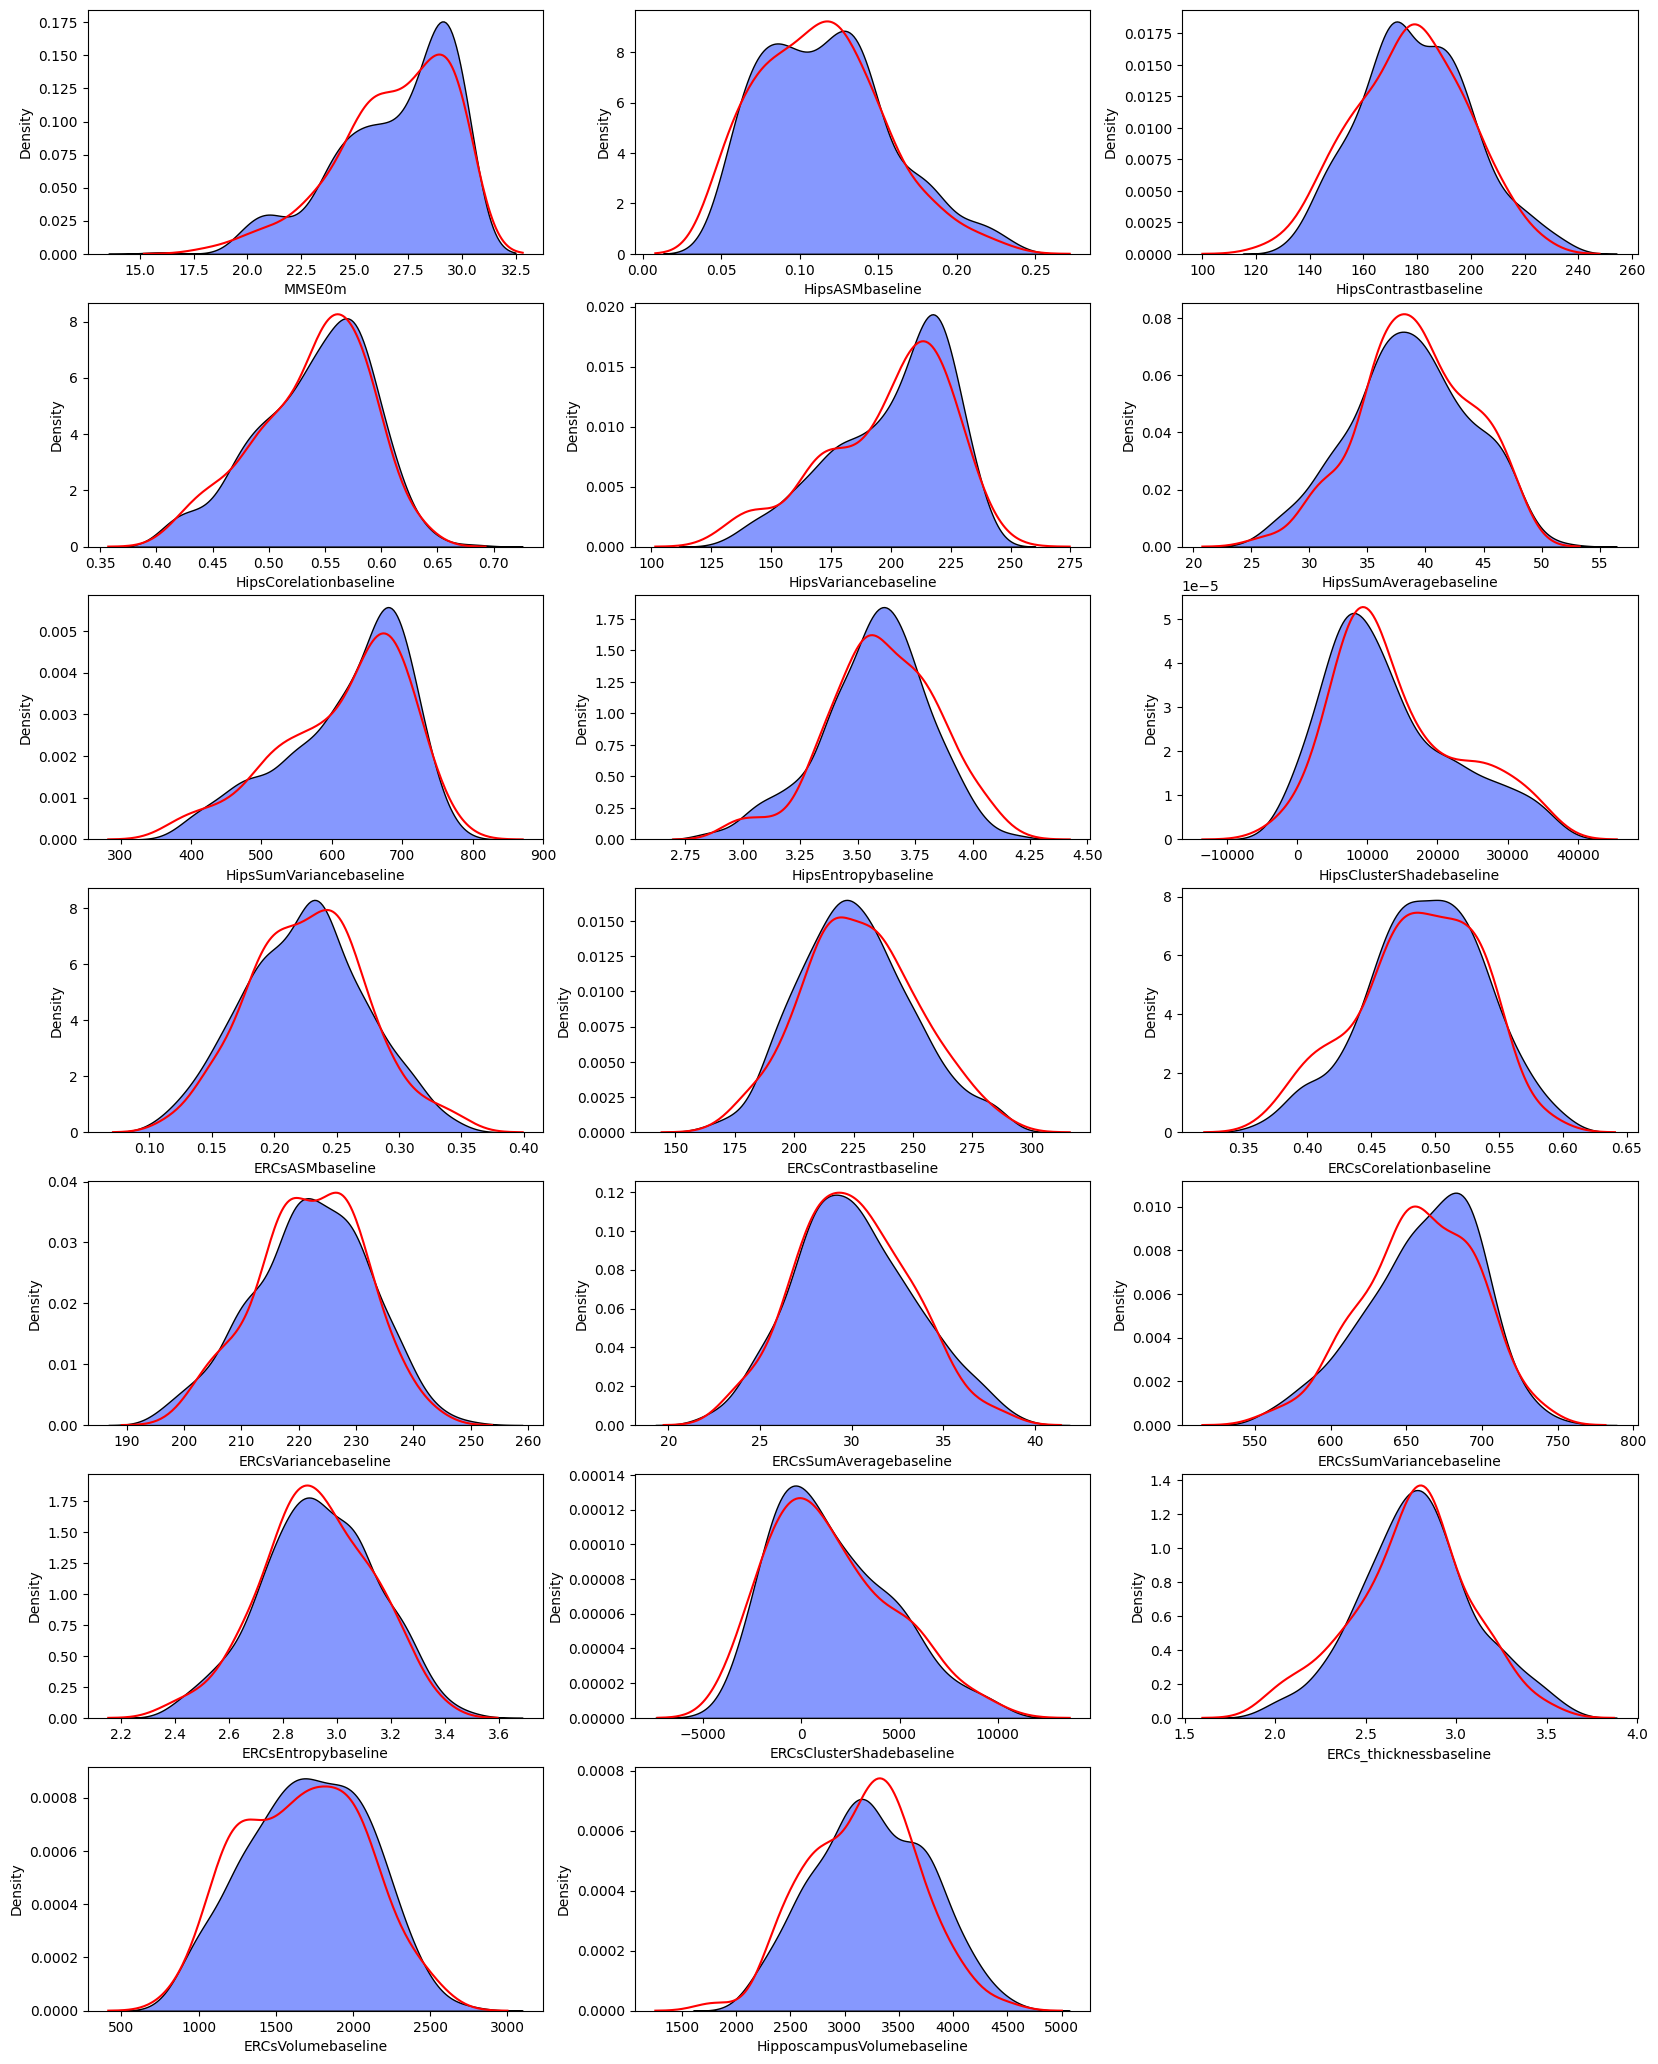 Density
0.000 0.025 0.050 0.075 0.100 0.125 0.150 0.175
15.0 17.5 20.0 22.5 25.0 27.5 30.0 32.5
MMSE0m
Density
0 2 4 6 8
0.00 0.05 0.10 0.15 0.20 0.25
HipsASMbaseline
Density
0.0000 0.0025 0.0050 0.0075 0.0100 0.0125 0.0150 0.0175
100 120 140 160 180 200 220 240 260
HipsContrastbaseline
Density
0 2 4 6 8
0.35 0.40 0.45 0.50 0.55 0.60 0.65 0.70
HipsCorelationbaseline
Density
0.000 0.005 0.010 0.015 0.020
100 125 150 175 200 225 250 275
HipsVariancebaseline
Density
0.00 0.02 0.04 0.06 0.08
20 25 30 35 40 45 50 55
HipsSumAveragebaseline
Density
0.000 0.001 0.002 0.003 0.004 0.005
300 400 500 600 700 800 900
HipsSumVariancebaseline
Density
0.00 0.25 0.50 0.75 1.00 1.25 1.50 1.75
2.75 3.00 3.25 3.50 3.75 4.00 4.25 4.50
HipsEntropybaseline
1e−5
Density
0 1 2 3 4 5
−10000 0 10000 20000 30000 40000
HipsClusterShadebaseline
Density
0 2 4 6 8
0.10 0.15 0.20 0.25 0.30 0.35 0.40
ERCsASMbaseline
Density
0.0000 0.0025 0.0050 0.0075 0.0100 0.0125 0.0150
150 175 200 225 250 275 300
ERCsContrastbaseline
Density
0 2 4 6 8
0.35 0.40 0.45 0.50 0.55 0.60 0.65
ERCsCorelationbaseline
Density
0.00 0.01 0.02 0.03 0.04
190 200 210 220 230 240 250 260
ERCsVariancebaseline
Density
0.00 0.02 0.04 0.06 0.08 0.10 0.12
20 25 30 35 40
ERCsSumAveragebaseline
Density
0.000 0.002 0.004 0.006 0.008 0.010
550 600 650 700 750 800
ERCsSumVariancebaseline
Density
0.00 0.25 0.50 0.75 1.00 1.25 1.50 1.75
2.2 2.4 2.6 2.8 3.0 3.2 3.4 3.6
ERCsEntropybaseline
Density
0.00000 0.00002 0.00004 0.00006 0.00008 0.00010 0.00012 0.00014
−5000 0 5000 10000
ERCsClusterShadebaseline
Density
0.0 0.2 0.4 0.6 0.8 1.0 1.2 1.4
1.5 2.0 2.5 3.0 3.5 4.0
ERCs_thicknessbaseline
Density
0.0000 0.0002 0.0004 0.0006 0.0008
500 1000 1500 2000 2500 3000
ERCsVolumebaseline
Density
0.0000 0.0002 0.0004 0.0006 0.0008
1500 2000 2500 3000 3500 4000 4500 5000
HipposcampusVolumebaseline